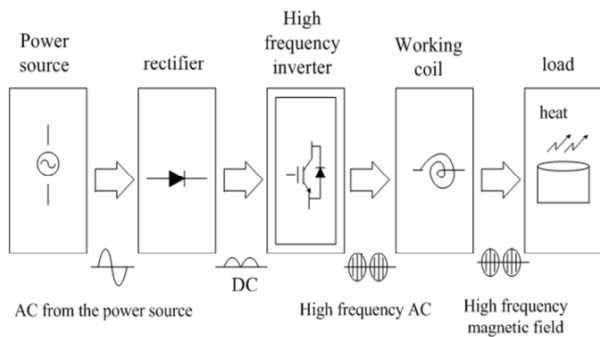 Power
source
rectifier
High
frequency
inverter
Working
coil
load
heat
DC
AC from the power source
High frequency AC
High frequency
magnetic field